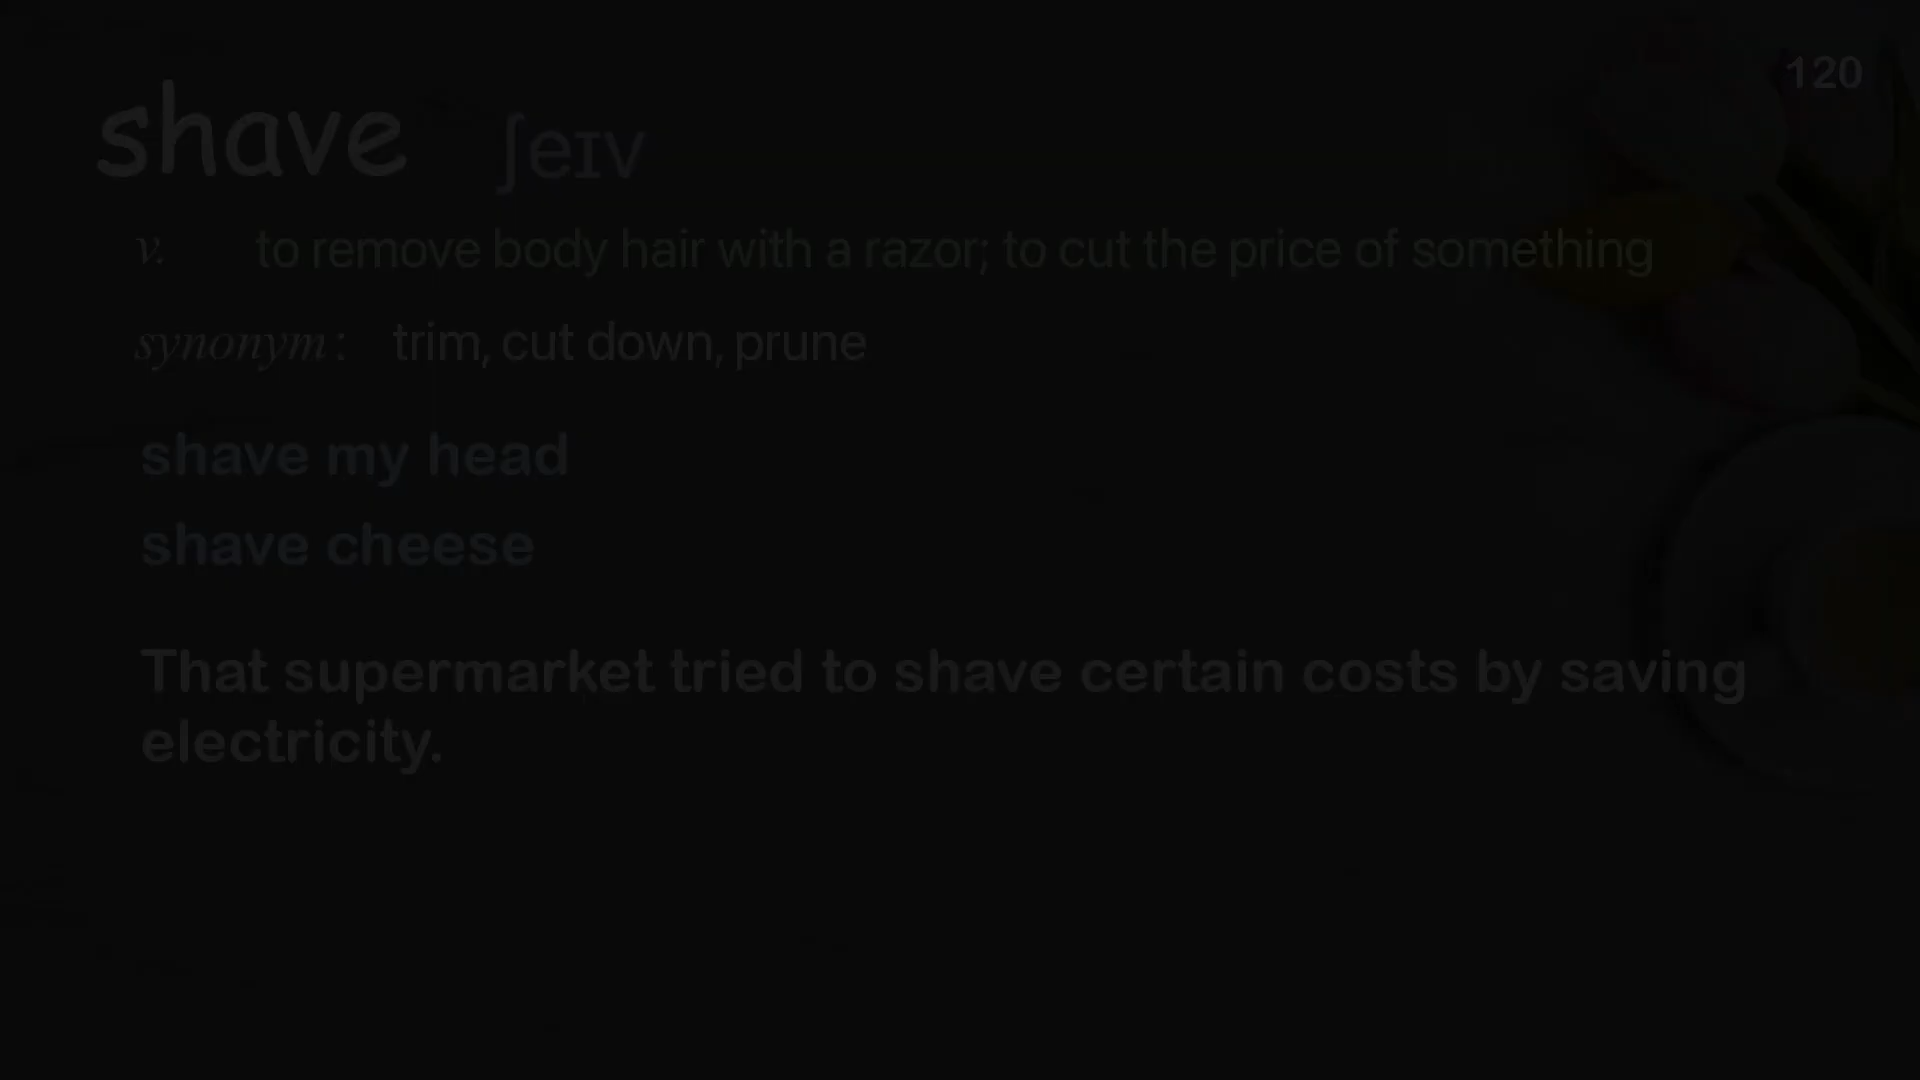 120
shave ʃeɪv
v. to remove body hair with a razor; to cut the price of something
synonym: trim, cut down, prune
shave my head
shave cheese
That supermarket tried to shave certain costs by saving
electricity.